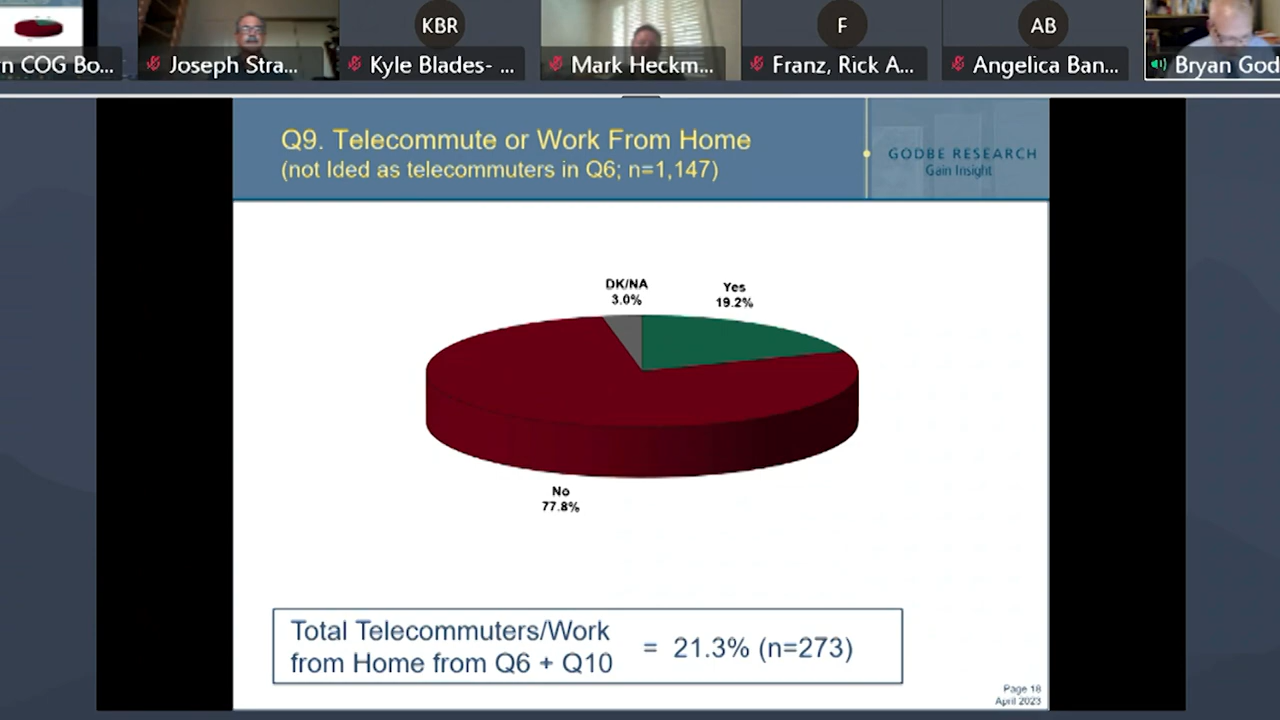 KBR
F
AB
n COG Bo...
Joseph Stra...
Kyle Blades- ...
Mark Heckm...
Franz, Rick A...
Angelica Ban...
Bryan God
Q9. Telecommute or Work From Home
(not Ided as telecommuters in Q6; n=1,147)
GODBE RESEARCH
Gain Insight
DK/NA
3.0%
Yes
19.2%
No
77.8%
Total Telecommuters/Work
from Home from Q6 + Q10
= 21.3% (n=273)
Page 18
April 2023